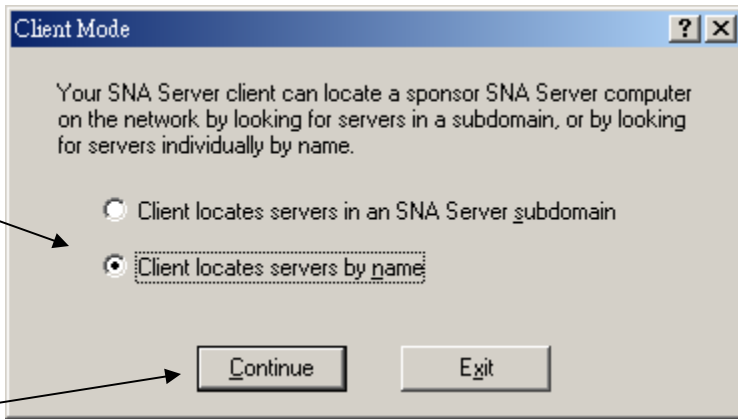 Client Mode
Your SNA Server client can locate a sponsor SNA Server computer
on the network by looking for servers in a subdomain, or by looking
for servers individually by name.
Client locates servers in an SNA Server subdomain
Client locates servers by name
Continue
Exit